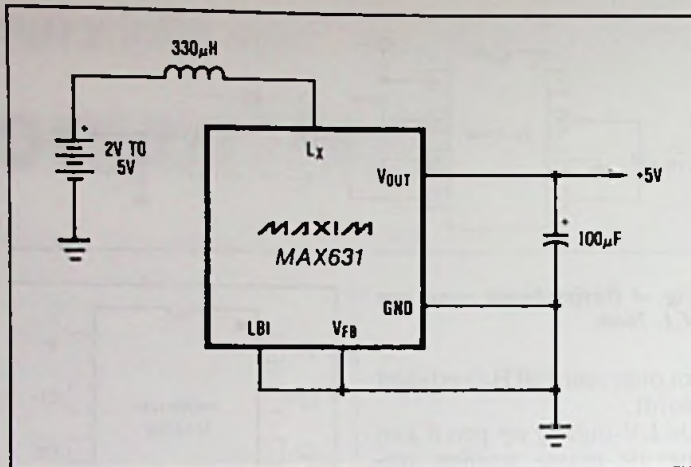 330µH
2V TO
5V
LX
VOUT
+5V
MAXIM
MAX631
100µF
GND
LBI
VFB